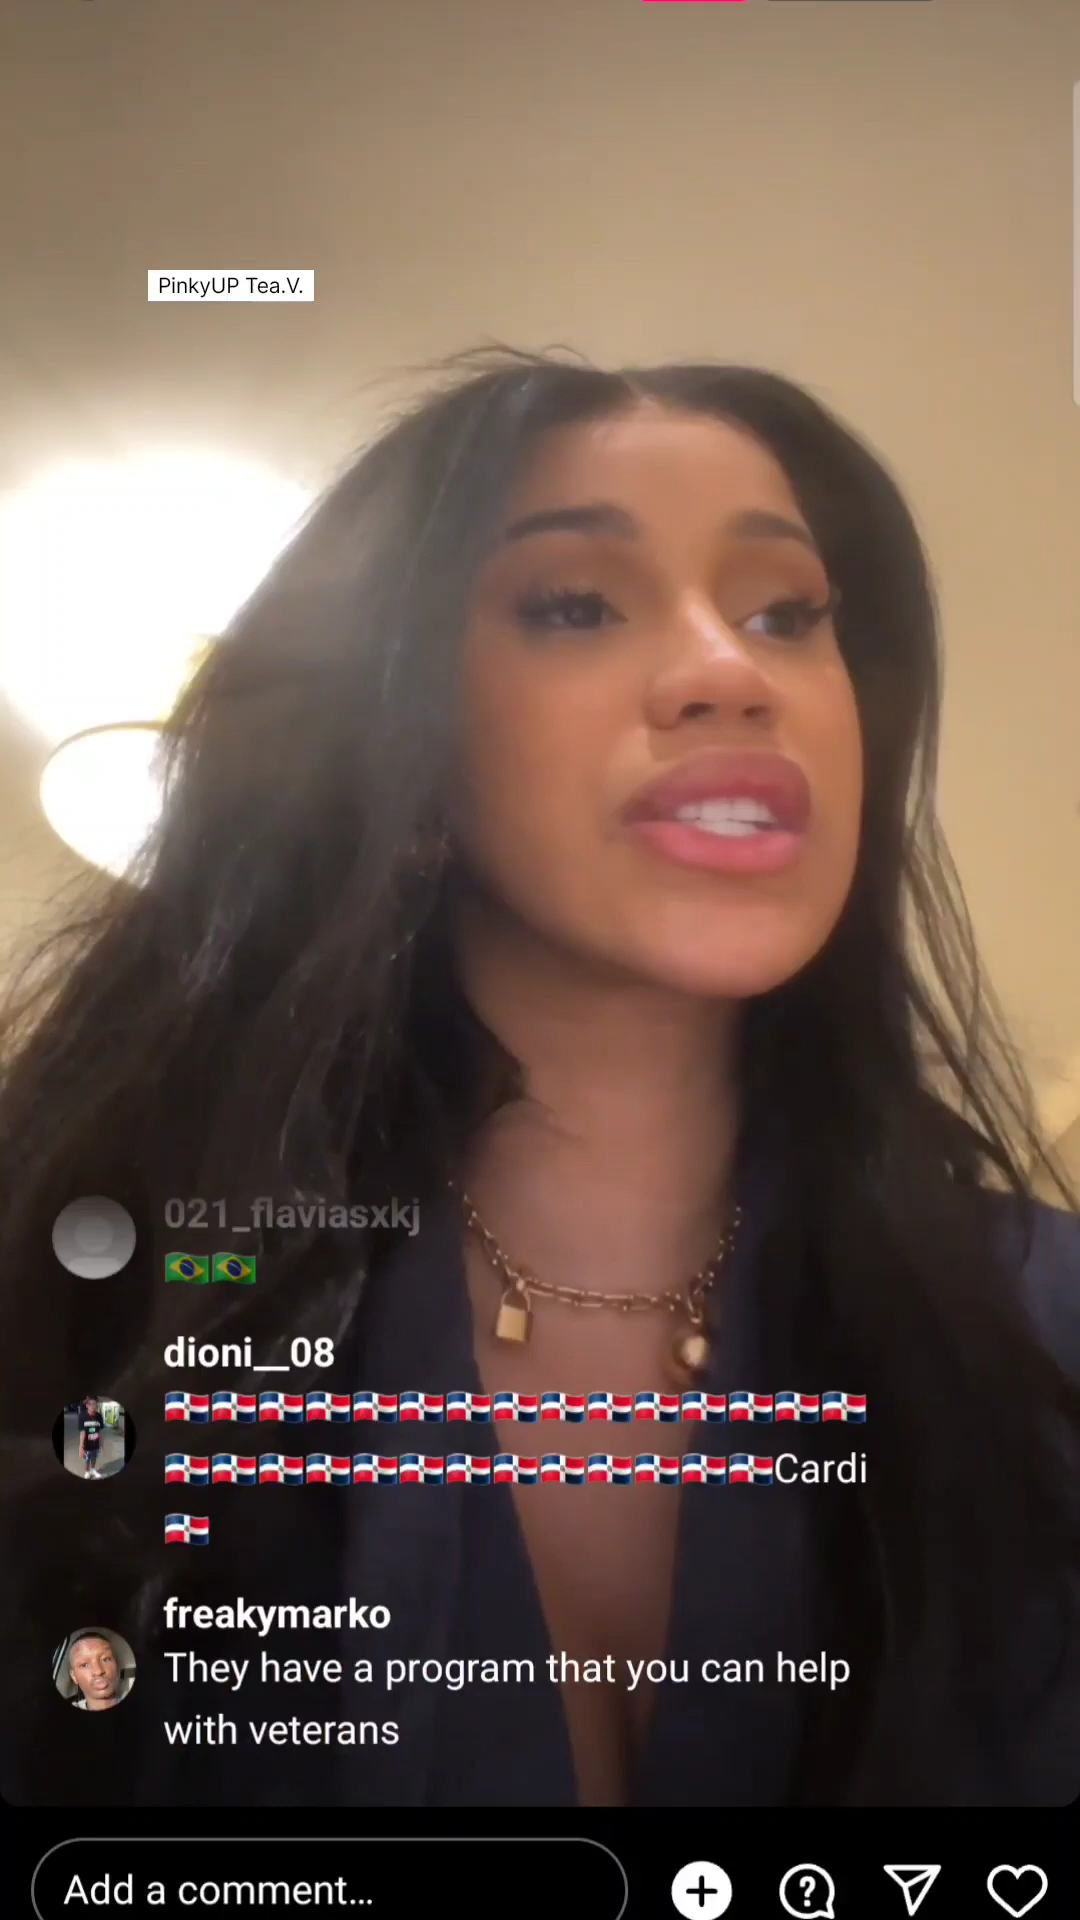 PinkyUP Tea.V.
021_flaviasxkj
🇧🇷🇧🇷
dioni__08
🇩🇴🇩🇴🇩🇴🇩🇴🇩🇴🇩🇴🇩🇴🇩🇴🇩🇴🇩🇴🇩🇴🇩🇴🇩🇴🇩🇴🇩🇴
🇩🇴🇩🇴🇩🇴🇩🇴🇩🇴🇩🇴🇩🇴🇩🇴🇩🇴🇩🇴🇩🇴🇩🇴🇩🇴Cardi
🇩🇴
freakymarko
They have a program that you can help
with veterans
Add a comment...